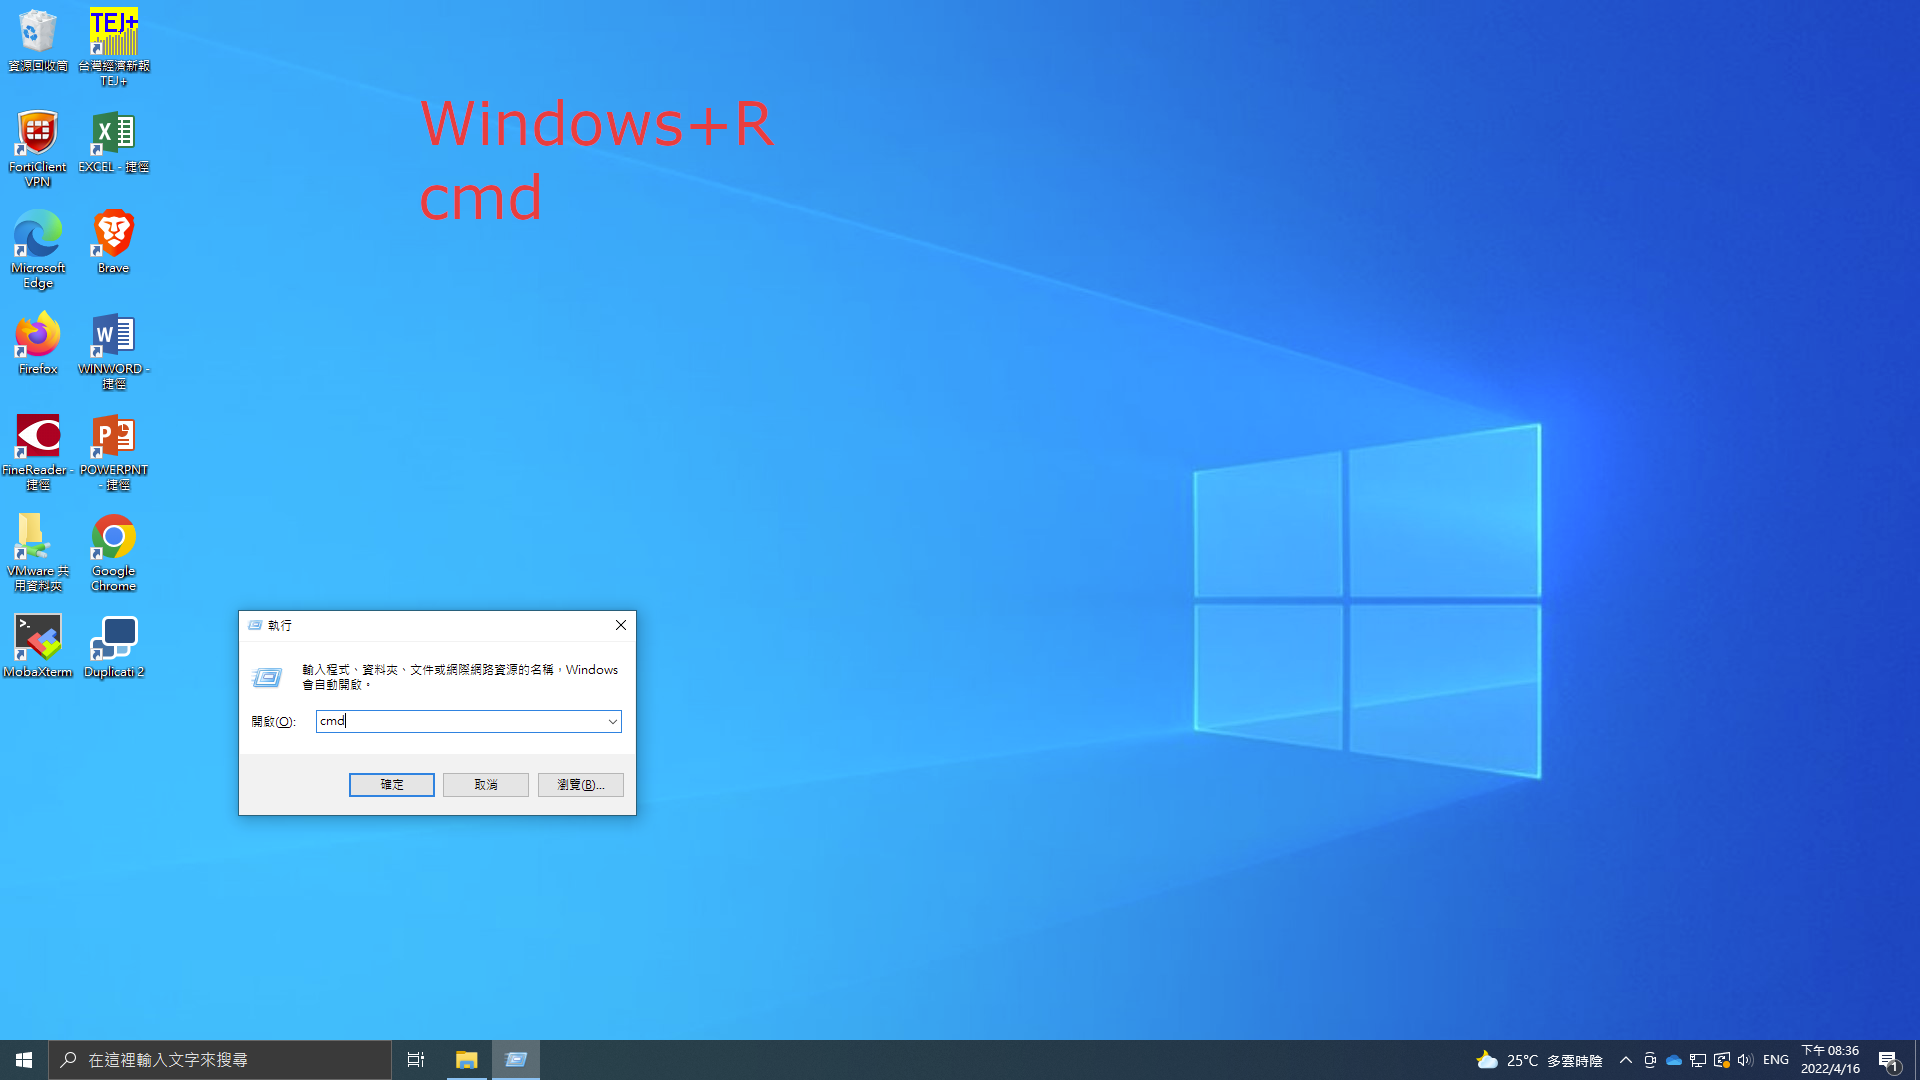 TEJ+
資源回收筒
台灣經濟新報
TEJ+
FortiClient
VPN
EXCEL - 捷徑
Microsoft
Edge
Brave
Firefox
WINWORD -
捷徑
FineReader -
捷徑
POWERPNT
- 捷徑
VMware 共
用資料夾
Google
Chrome
MobaXterm
Duplicati 2
Windows+R
cmd
執行
輸入程式、資料夾、文件或網際網路資源的名稱，Windows
會自動開啟。
開啟(O):
cmd
確定
取消
瀏覽(B)...
在這裡輸入文字來搜尋
25°C 多雲時陰
ENG
下午 08:36
2022/4/16
1